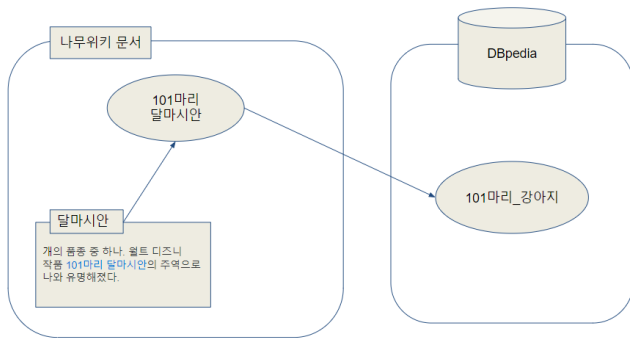 나무위키 문서
DBpedia
101마리
달마시안
101마리_강아지
달마시안
개의 품종 중 하나. 월트 디즈니
작품 101마리 달마시안의 주역으로
나와 유명해졌다.